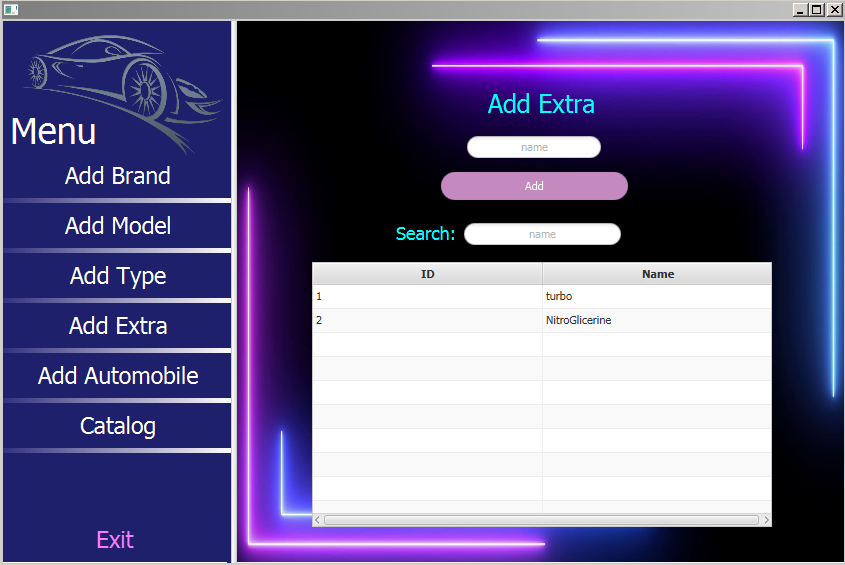 Menu
Add Brand
Add Model
Add Type
Add Extra
Add Automobile
Catalog
Exit
Add Extra
name
Add
Search: name
ID Name
1 turbo
2 NitroGlicerine